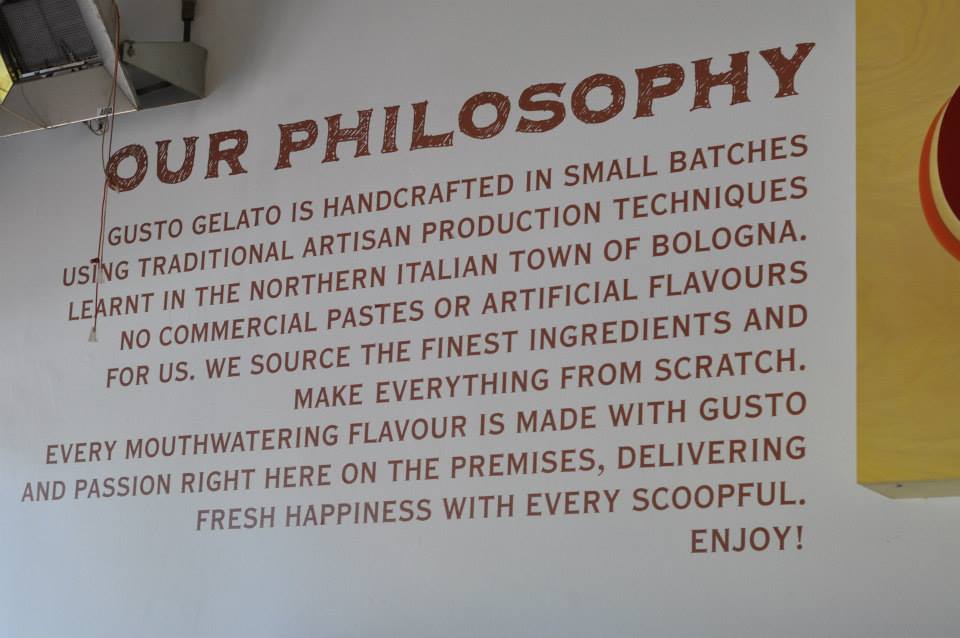 OUR PHILOSOPHY
GUSTO GELATO IS HANDCRAFTED IN SMALL BATCHES
USING TRADITIONAL ARTISAN PRODUCTION TECHNIQUES
LEARNT IN THE NORTHERN ITALIAN TOWN OF BOLOGNA.
NO COMMERCIAL PASTES OR ARTIFICIAL FLAVOURS
FOR US. WE SOURCE THE FINEST INGREDIENTS AND
MAKE EVERYTHING FROM SCRATCH.
EVERY MOUTHWATERING FLAVOUR IS MADE WITH GUSTO
AND PASSION RIGHT HERE ON THE PREMISES, DELIVERING
FRESH HAPPINESS WITH EVERY SCOOPFUL.
ENJOY!